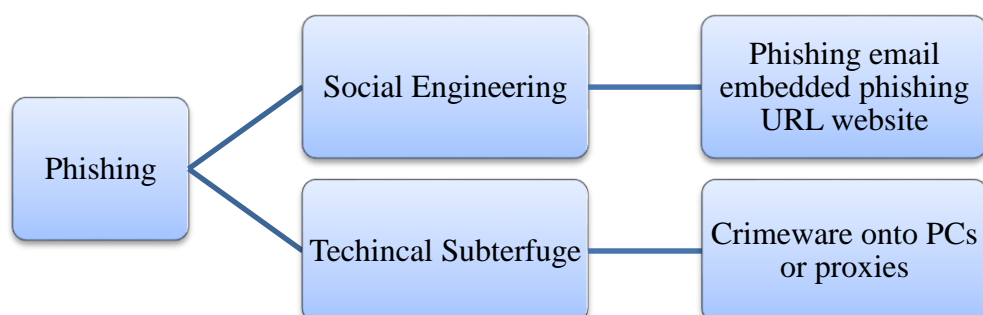 Phishing
Social Engineering
Phishing email
embedded phishing
URL website
Techincal Subterfuge
Crimeware onto PCs
or proxies